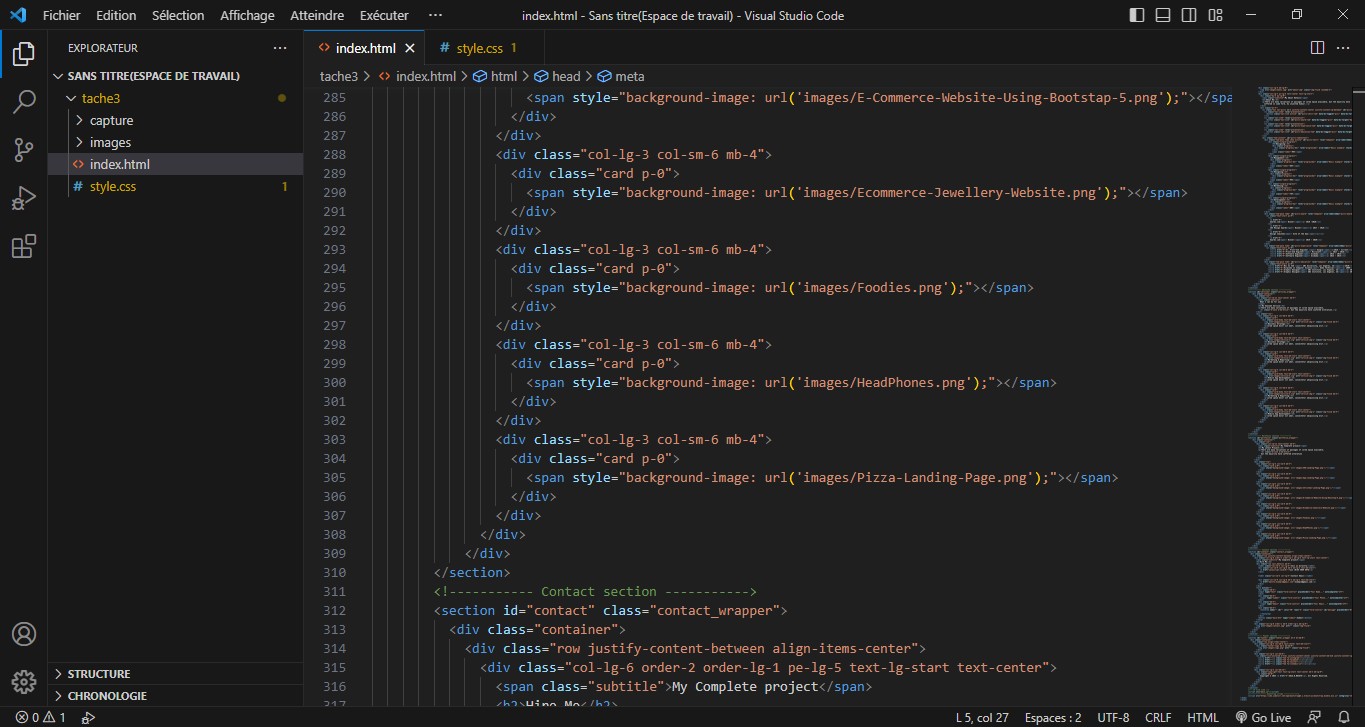 Fichier Edition Sélection Affichage Atteindre Exécuter ··· index.html - Sans titre(Espace de travail) - Visual Studio Code
EXPLORATEUR ···
SANS TITRE(ESPACE DE TRAVAIL)
tache3
capture
images
index.html
style.css 1
STRUCTURE
CHRONOLOGIE
index.html style.css 1
tache3 > index.html > html > head > meta
285 <span style="background-image: url('images/E-Commerce-Website-Using-Bootstap-5.png');"></spa
286 </div>
287 </div>
288 <div class="col-lg-3 col-sm-6 mb-4">
289 <div class="card p-0">
290 <span style="background-image: url('images/Ecommerce-Jewellery-Website.png');"></span>
291 </div>
292 </div>
293 <div class="col-lg-3 col-sm-6 mb-4">
294 <div class="card p-0">
295 <span style="background-image: url('images/Foodies.png');"></span>
296 </div>
297 </div>
298 <div class="col-lg-3 col-sm-6 mb-4">
299 <div class="card p-0">
300 <span style="background-image: url('images/HeadPhones.png');"></span>
301 </div>
302 </div>
303 <div class="col-lg-3 col-sm-6 mb-4">
304 <div class="card p-0">
305 <span style="background-image: url('images/Pizza-Landing-Page.png');"></span>
306 </div>
307 </div>
308 </div>
309 </div>
310 </section>
311 <!----------- Contact section ----------->
312 <section id="contact" class="contact_wrapper">
313 <div class="container">
314 <div class="row justify-content-between align-items-center">
315 <div class="col-lg-6 order-2 order-lg-1 pe-lg-5 text-lg-start text-center">
316 <span class="subtitle">My Complete project</span>
317 <h2>Hire Me</h2>
0 1 L 5, col 27 Espaces : 2 UTF-8 CRLF HTML Go Live